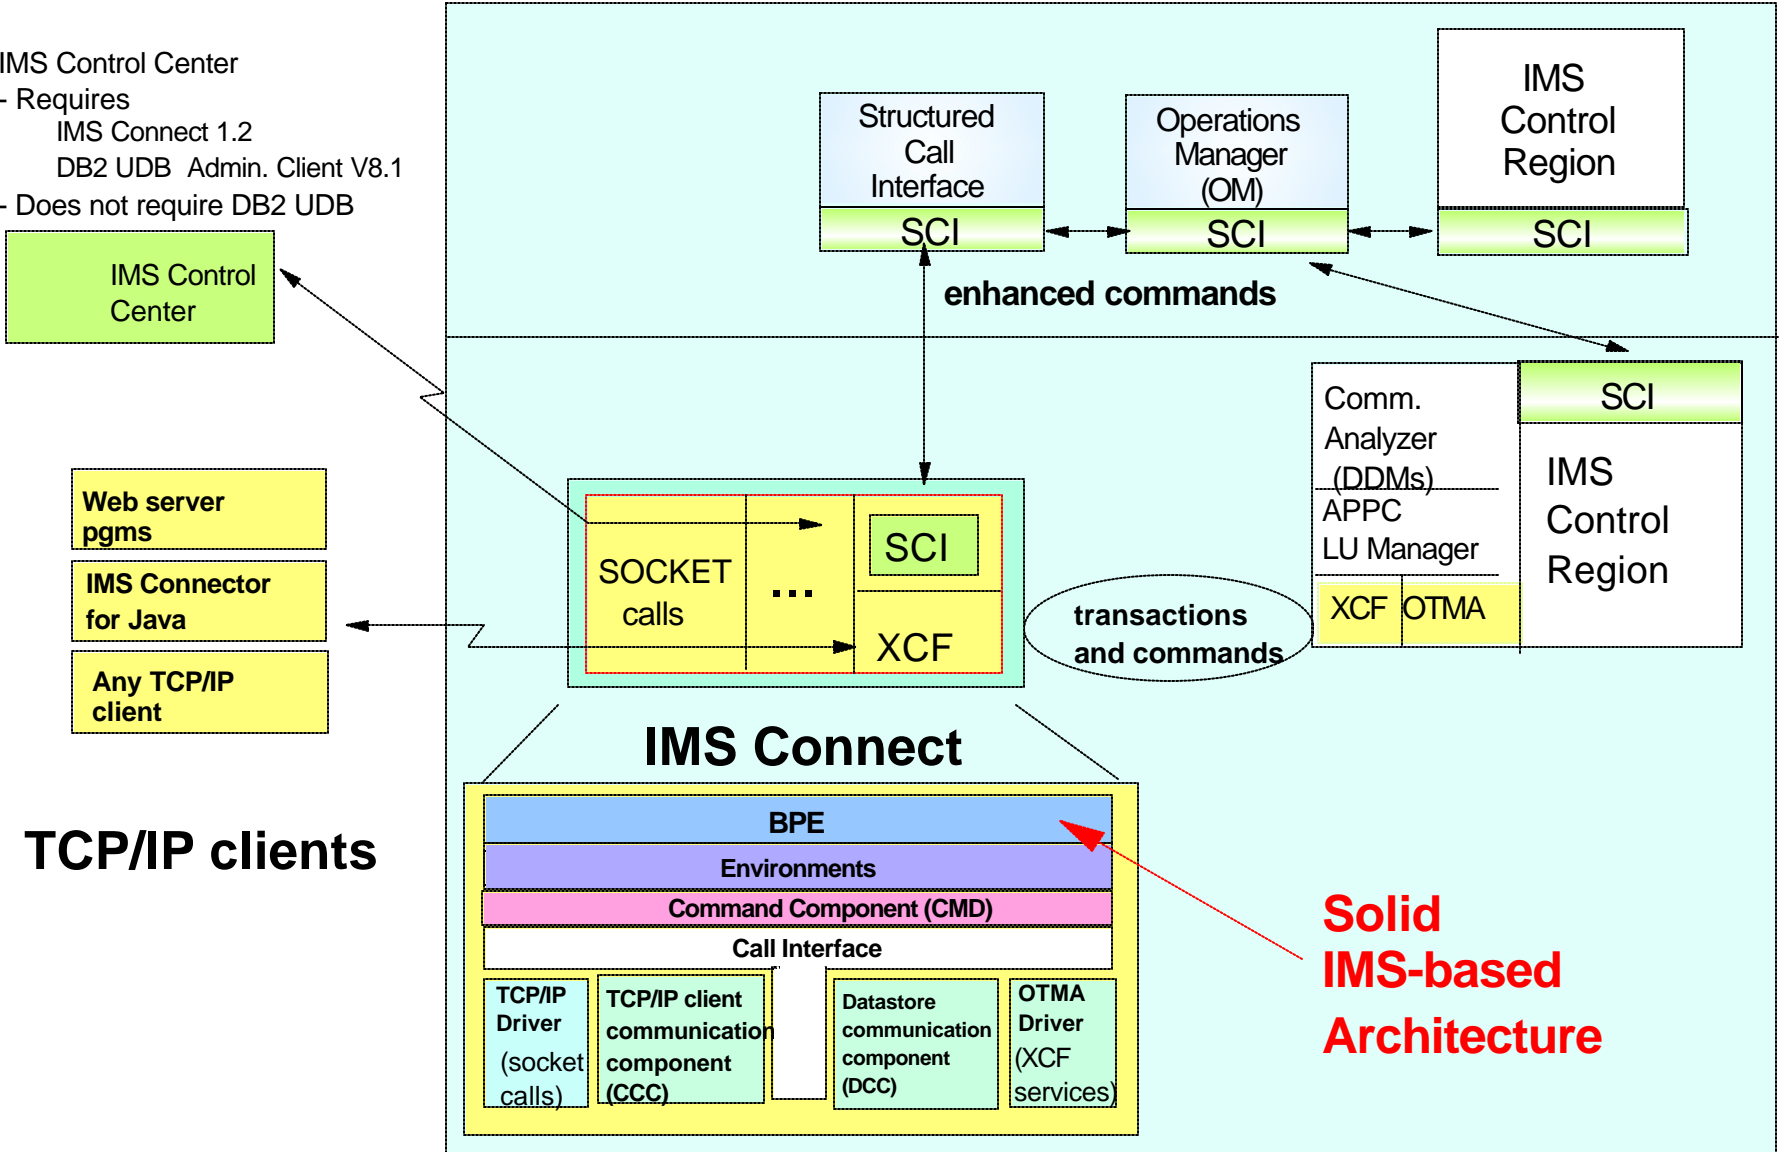 IMS Control Center
- Requires
IMS Connect 1.2
DB2 UDB Admin. Client V8.1
- Does not require DB2 UDB
IMS Control
Center
Structured
Call
Interface
SCI
Operations
Manager
(OM)
SCI
IMS
Control
Region
SCI
enhanced commands
Web server
pgms
IMS Connector
for Java
Any TCP/IP
client
TCP/IP clients
SOCKET
calls
...
SCI
XCF
transactions
and commands
Comm.
Analyzer
(DDMs)
APPC
LU Manager
XCF
OTMA
SCI
IMS
Control
Region
IMS Connect
BPE
Environments
Command Component (CMD)
Call Interface
TCP/IP
Driver
(socket
calls)
TCP/IP client
communication
component
(CCC)
Datastore
communication
component
(DCC)
OTMA
Driver
(XCF
services)
Solid
IMS-based
Architecture